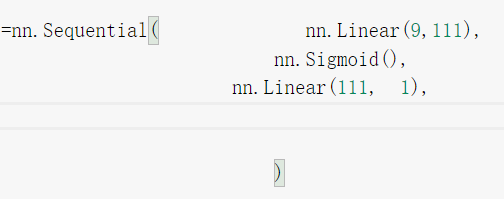 =nn.Sequential( nn.Linear(9,111),
nn.Sigmoid(),
nn.Linear(111, 1),
)